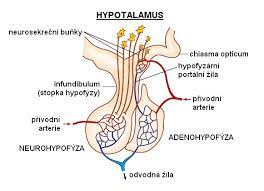 HYPOTALAMUS
neurosekreční buňky
chiasma opticum
hypofyzární
portální žíla
infundibulum
(stopka hypofýzy)
přívodní
arterie
přívodní
arterie
NEUROHYPOFÝZA
ADENOHYPOFÝZA
odvodná žíla